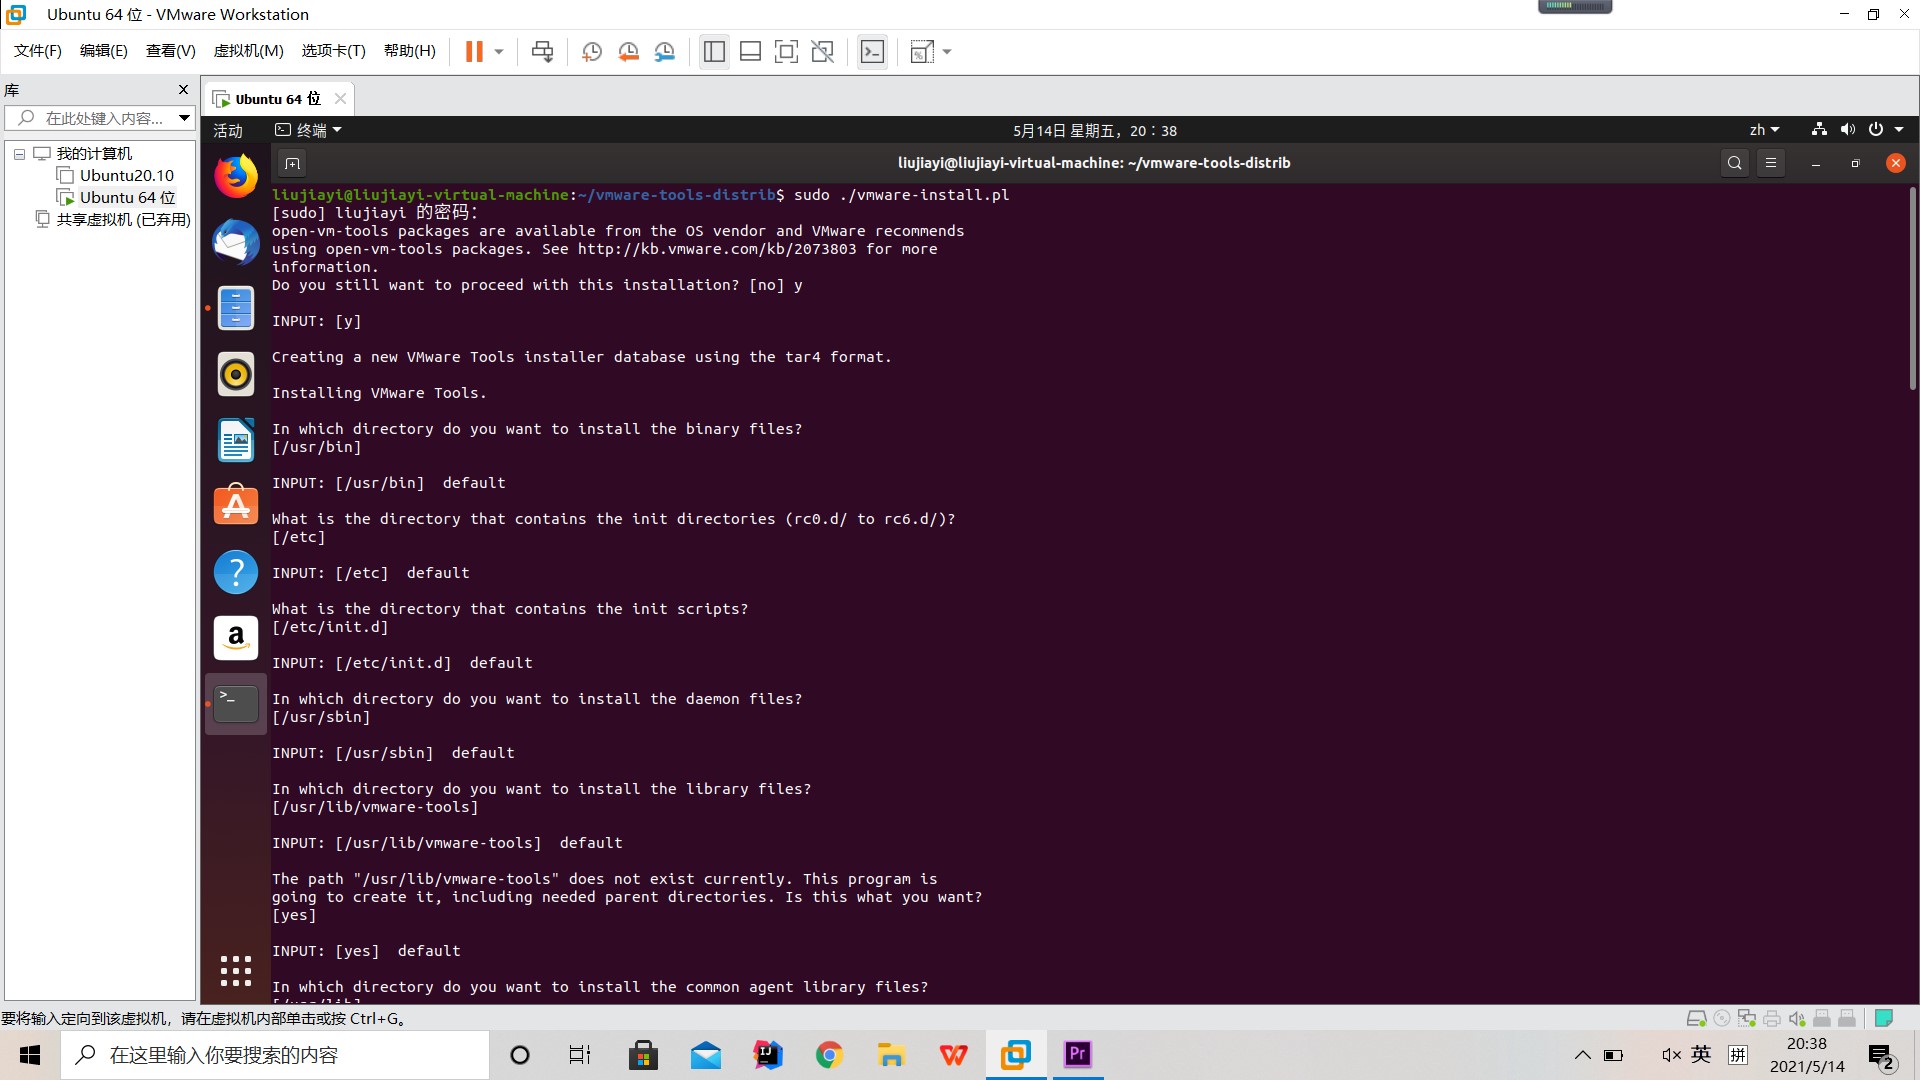 Ubuntu 64 位 - VMware Workstation
文件(F) 编辑(E) 查看(V) 虚拟机(M) 选项卡(T) 帮助(H)
库
在此处键入内容...
我的计算机
Ubuntu20.10
Ubuntu 64 位
共享虚拟机 (已弃用)
Ubuntu 64 位
活动 终端 5月14日 星期五, 20：38 zh
liujiayi@liujiayi-virtual-machine: ~/vmware-tools-distrib
liujiayi@liujiayi-virtual-machine:~/vmware-tools-distrib$ sudo ./vmware-install.pl
[sudo] liujiayi 的密码：
open-vm-tools packages are available from the OS vendor and VMware recommends
using open-vm-tools packages. See http://kb.vmware.com/kb/2073803 for more
information.
Do you still want to proceed with this installation? [no] y
INPUT: [y]
Creating a new VMware Tools installer database using the tar4 format.
Installing VMware Tools.
In which directory do you want to install the binary files?
[/usr/bin]
INPUT: [/usr/bin]  default
What is the directory that contains the init directories (rc0.d/ to rc6.d/)?
[/etc]
INPUT: [/etc]  default
What is the directory that contains the init scripts?
[/etc/init.d]
INPUT: [/etc/init.d]  default
In which directory do you want to install the daemon files?
[/usr/sbin]
INPUT: [/usr/sbin]  default
In which directory do you want to install the library files?
[/usr/lib/vmware-tools]
INPUT: [/usr/lib/vmware-tools]  default
The path "/usr/lib/vmware-tools" does not exist currently. This program is
going to create it, including needed parent directories. Is this what you want?
[yes]
INPUT: [yes]  default
In which directory do you want to install the common agent library files?
要将输入定向到该虚拟机，请在虚拟机内部单击或按 Ctrl+G。
在这里输入你要搜索的内容
英 拼
20:38
2021/5/14
2